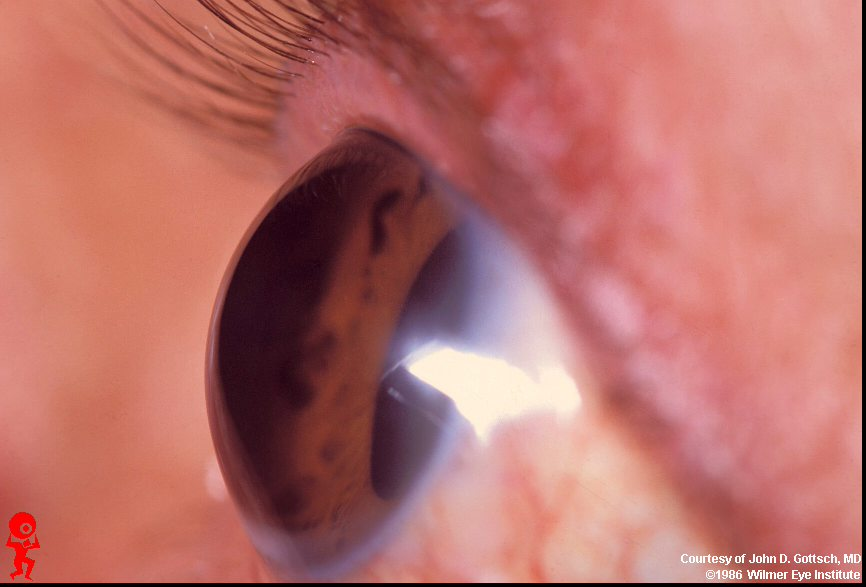 Courtesy of John D. Gottsch, MD
©1986 Wilmer Eye Institute